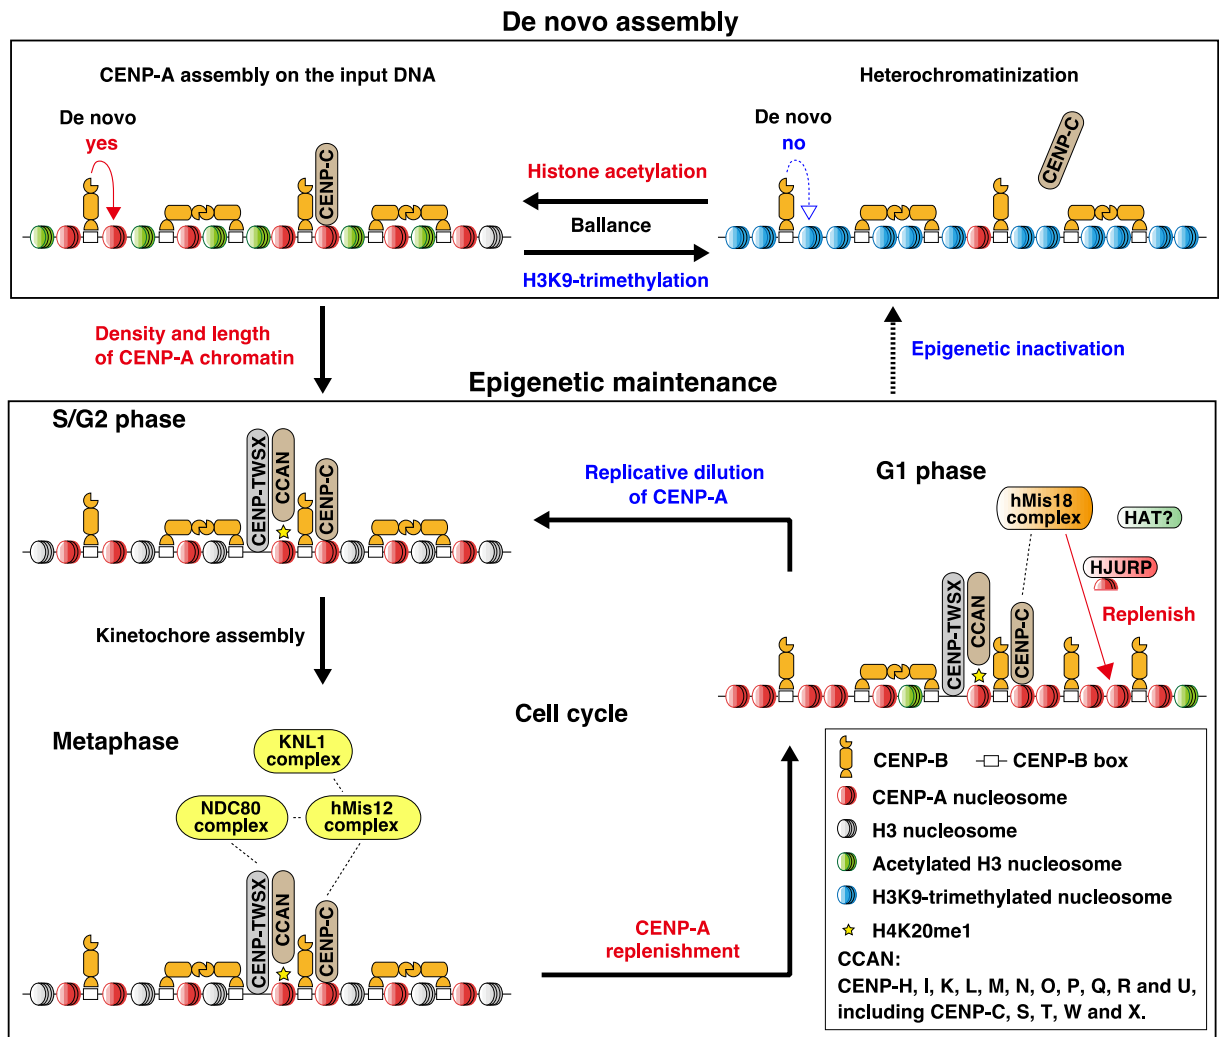 De novo assembly
CENP-A assembly on the input DNA
Heterochromatinization
De novo
yes
CENP-C
De novo
no
CENP-C
Histone acetylation
Ballance
H3K9-trimethylation
Density and length
of CENP-A chromatin
Epigenetic inactivation
Epigenetic maintenance
S/G2 phase
CENP-TWSX
CCAN
CENP-C
Replicative dilution
of CENP-A
G1 phase
hMis18
complex
HAT?
HJURP
Replenish
CENP-TWSX
CCAN
CENP-C
Kinetochore assembly
Cell cycle
Metaphase
KNL1
complex
NDC80
complex
hMis12
complex
CENP-TWSX
CCAN
CENP-C
CENP-A
replenishment
CENP-B
CENP-B box
CENP-A nucleosome
H3 nucleosome
Acetylated H3 nucleosome
H3K9-trimethylated nucleosome
H4K20me1
CCAN:
CENP-H, I, K, L, M, N, O, P, Q, R and U,
including CENP-C, S, T, W and X.